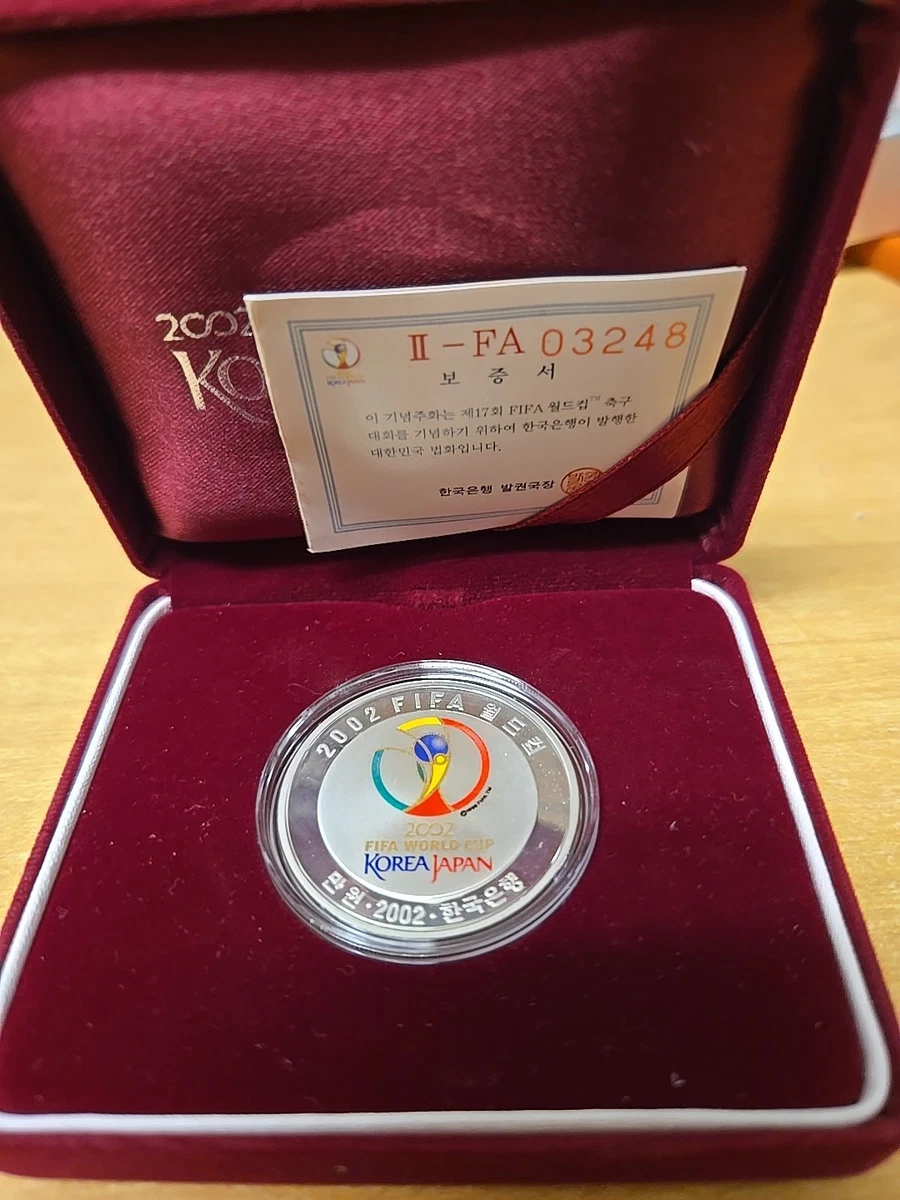 2002
KO
II-FA 03248
KOREA JAPAN
보 증 서
이 기념주화는 제17회 FIFA 월드컵™ 축구
대회를 기념하기 위하여 한국은행이 발행한
대한민국 법화입니다.
한국은행 발권국장
2002 FIFA 월드컵
2002
FIFA WORLD CUP
KOREA JAPAN
만원·2002·한국은행